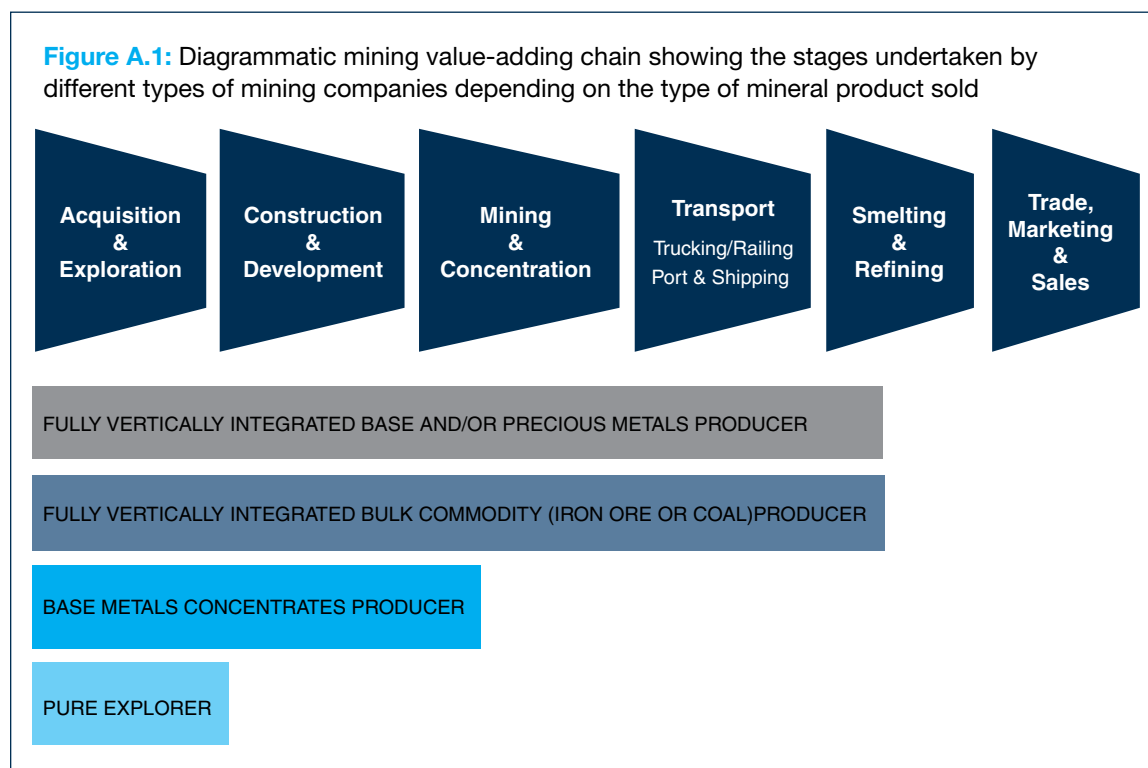 Figure A.1: Diagrammatic mining value-adding chain showing the stages undertaken by
different types of mining companies depending on the type of mineral product sold
Acquisition
&
Exploration
Construction
&
Development
Mining
&
Concentration
Transport
Trucking/Railing
Port & Shipping
Smelting
&
Refining
Trade,
Marketing
&
Sales
FULLY VERTICALLY INTEGRATED BASE AND/OR PRECIOUS METALS PRODUCER
FULLY VERTICALLY INTEGRATED BULK COMMODITY (IRON ORE OR COAL)PRODUCER
BASE METALS CONCENTRATES PRODUCER
PURE EXPLORER